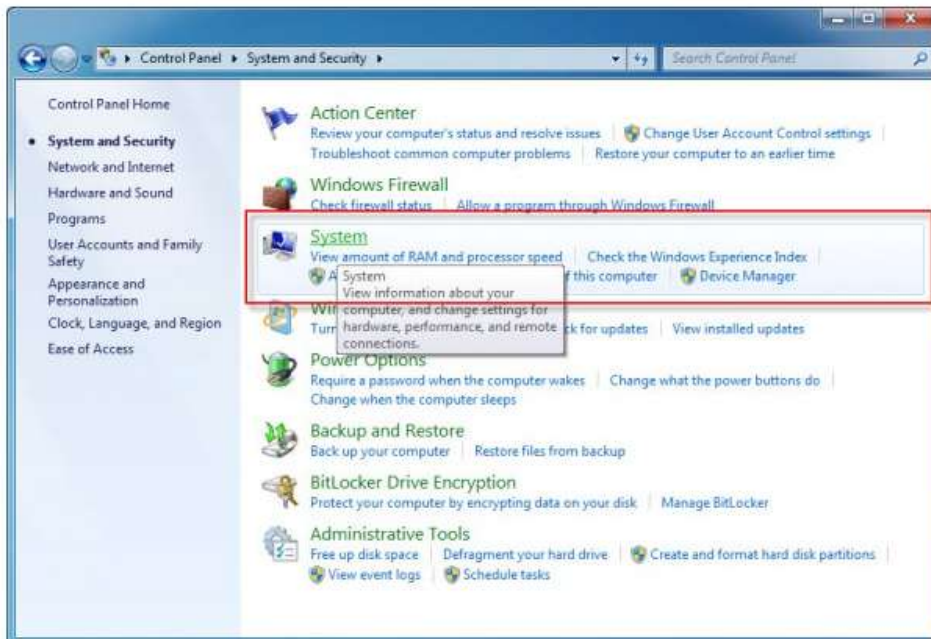 Control Panel ▸ System and Security ▸
Search Control Panel
Control Panel Home
System and Security
Network and Internet
Hardware and Sound
Programs
User Accounts and Family
Safety
Appearance and
Personalization
Clock, Language, and Region
Ease of Access
Action Center
Review your computer's status and resolve issues Change User Account Control settings
Troubleshoot common computer problems Restore your computer to an earlier time
Windows Firewall
Check firewall status Allow a program through Windows Firewall
System
View amount of RAM and processor speed Check the Windows Experience Index
f this computer Device Manager
System
View information about your
computer, and change settings for
hardware, performance, and remote
connections.
ck for updates View installed updates
Power Options
Require a password when the computer wakes Change what the power buttons do
Change when the computer sleeps
Backup and Restore
Back up your computer Restore files from backup
BitLocker Drive Encryption
Protect your computer by encrypting data on your disk Manage BitLocker
Administrative Tools
Free up disk space Defragment your hard drive Create and format hard disk partitions
View event logs Schedule tasks